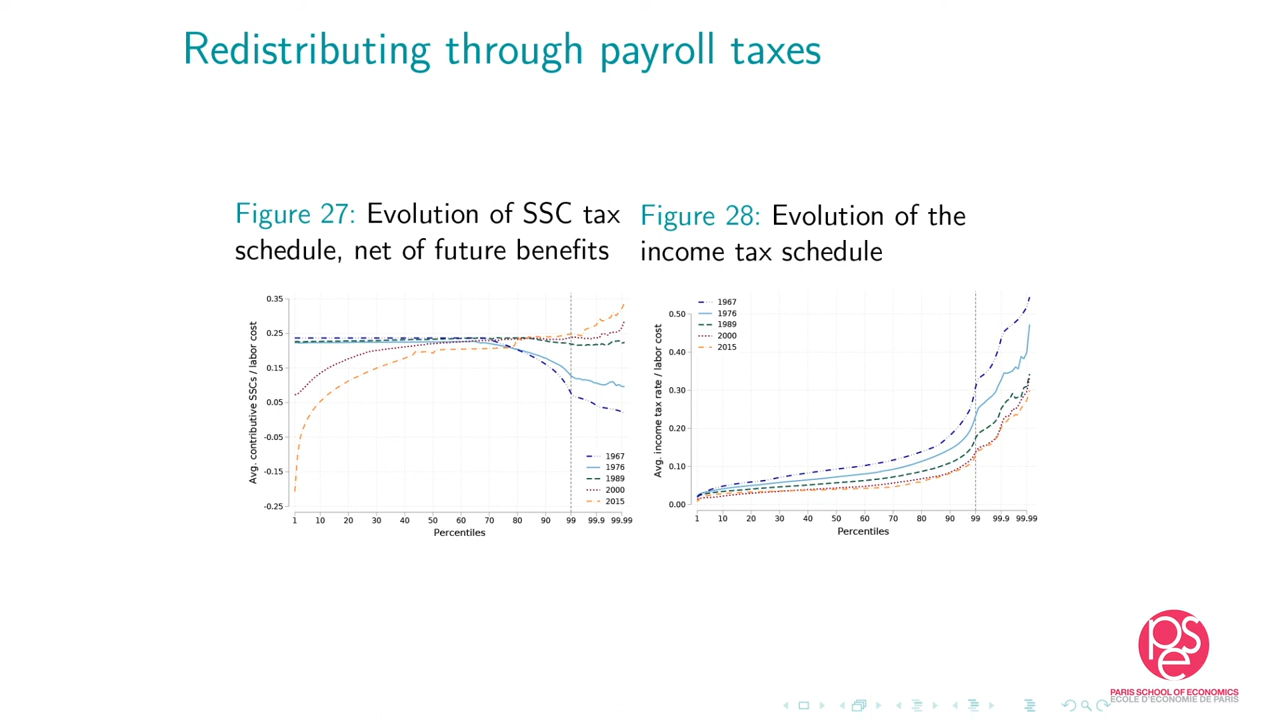 Redistributing through payroll taxes
Figure 27: Evolution of SSC tax
schedule, net of future benefits
Figure 28: Evolution of the
income tax schedule
0.35
0.25
0.15
0.05
-0.05
-0.15
-0.25
Avg. contributive SSCs / labor cost
1967
1976
1989
2000
2015
1 10 20 30 40 50 60 70 80 90 99 99.9 99.99
Percentiles
0.50
0.40
0.30
0.20
0.10
0.00
Avg. income tax rate / labor cost
1967
1976
1989
2000
2015
1 10 20 30 40 50 60 70 80 90 99 99.9 99.99
Percentiles
pse
PARIS SCHOOL OF ECONOMICS
ECOLE D'ECONOMIE DE PARIS